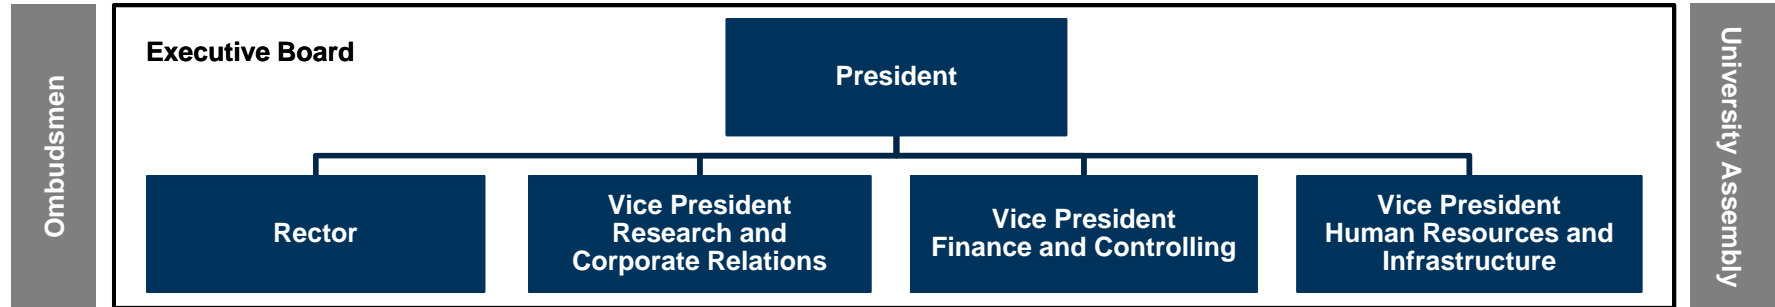 Ombudsmen
Executive Board
President
Rector
Vice President
Research and
Corporate Relations
Vice President
Finance and Controlling
Vice President
Human Resources and
Infrastructure
University Assembly